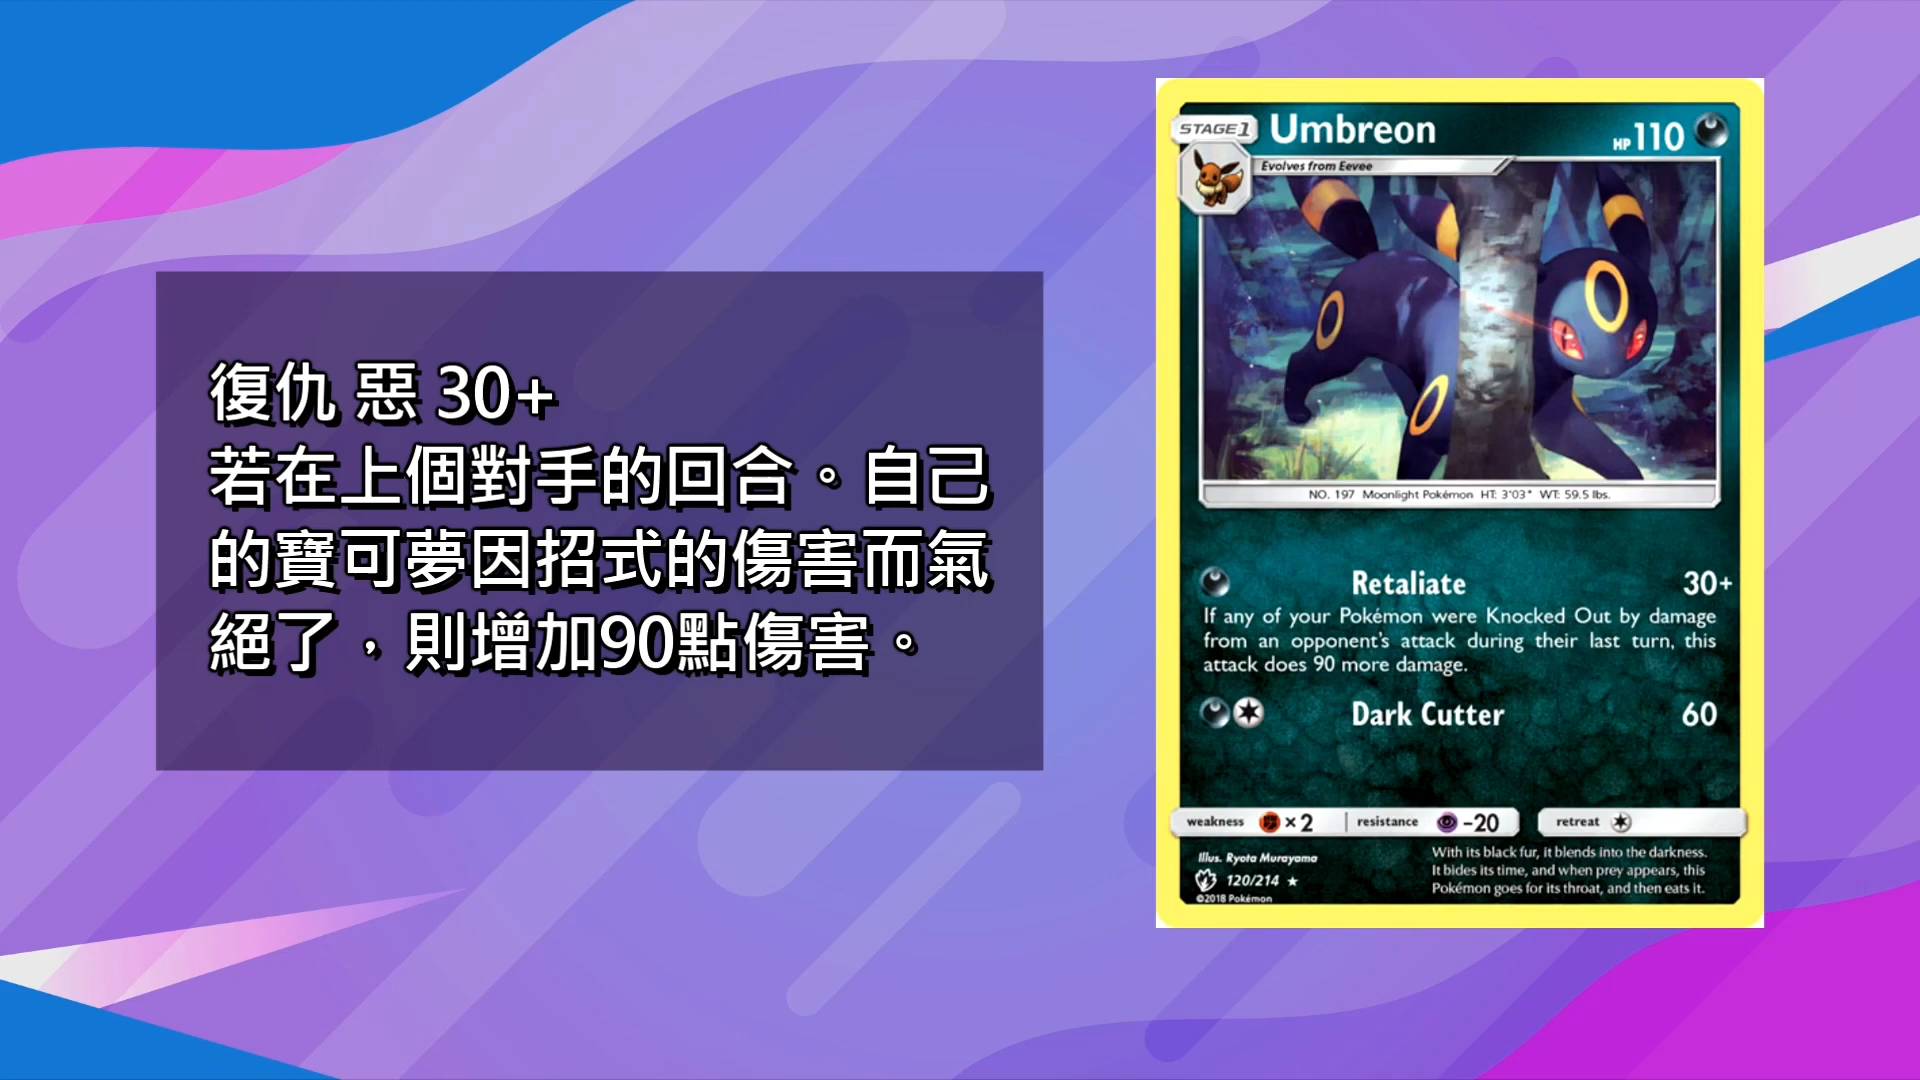 復仇 惡 30+
若在上個對手的回合。自己
的寶可夢因招式的傷害而氣
絕了，則增加90點傷害。
STAGE1 Umbreon HP110
Evolves from Eevee
NO. 197 Moonlight Pokémon HT: 3'03" WT: 59.5 lbs.
Retaliate 30+
If any of your Pokémon were Knocked Out by damage
from an opponent's attack during their last turn, this
attack does 90 more damage.
Dark Cutter 60
weakness ×2 resistance -20 retreat
Illus. Ryota Murayama
120/214 ★
©2018 Pokémon
With its black fur, it blends into the darkness.
It bides its time, and when prey appears, this
Pokémon goes for its throat, and then eats it.